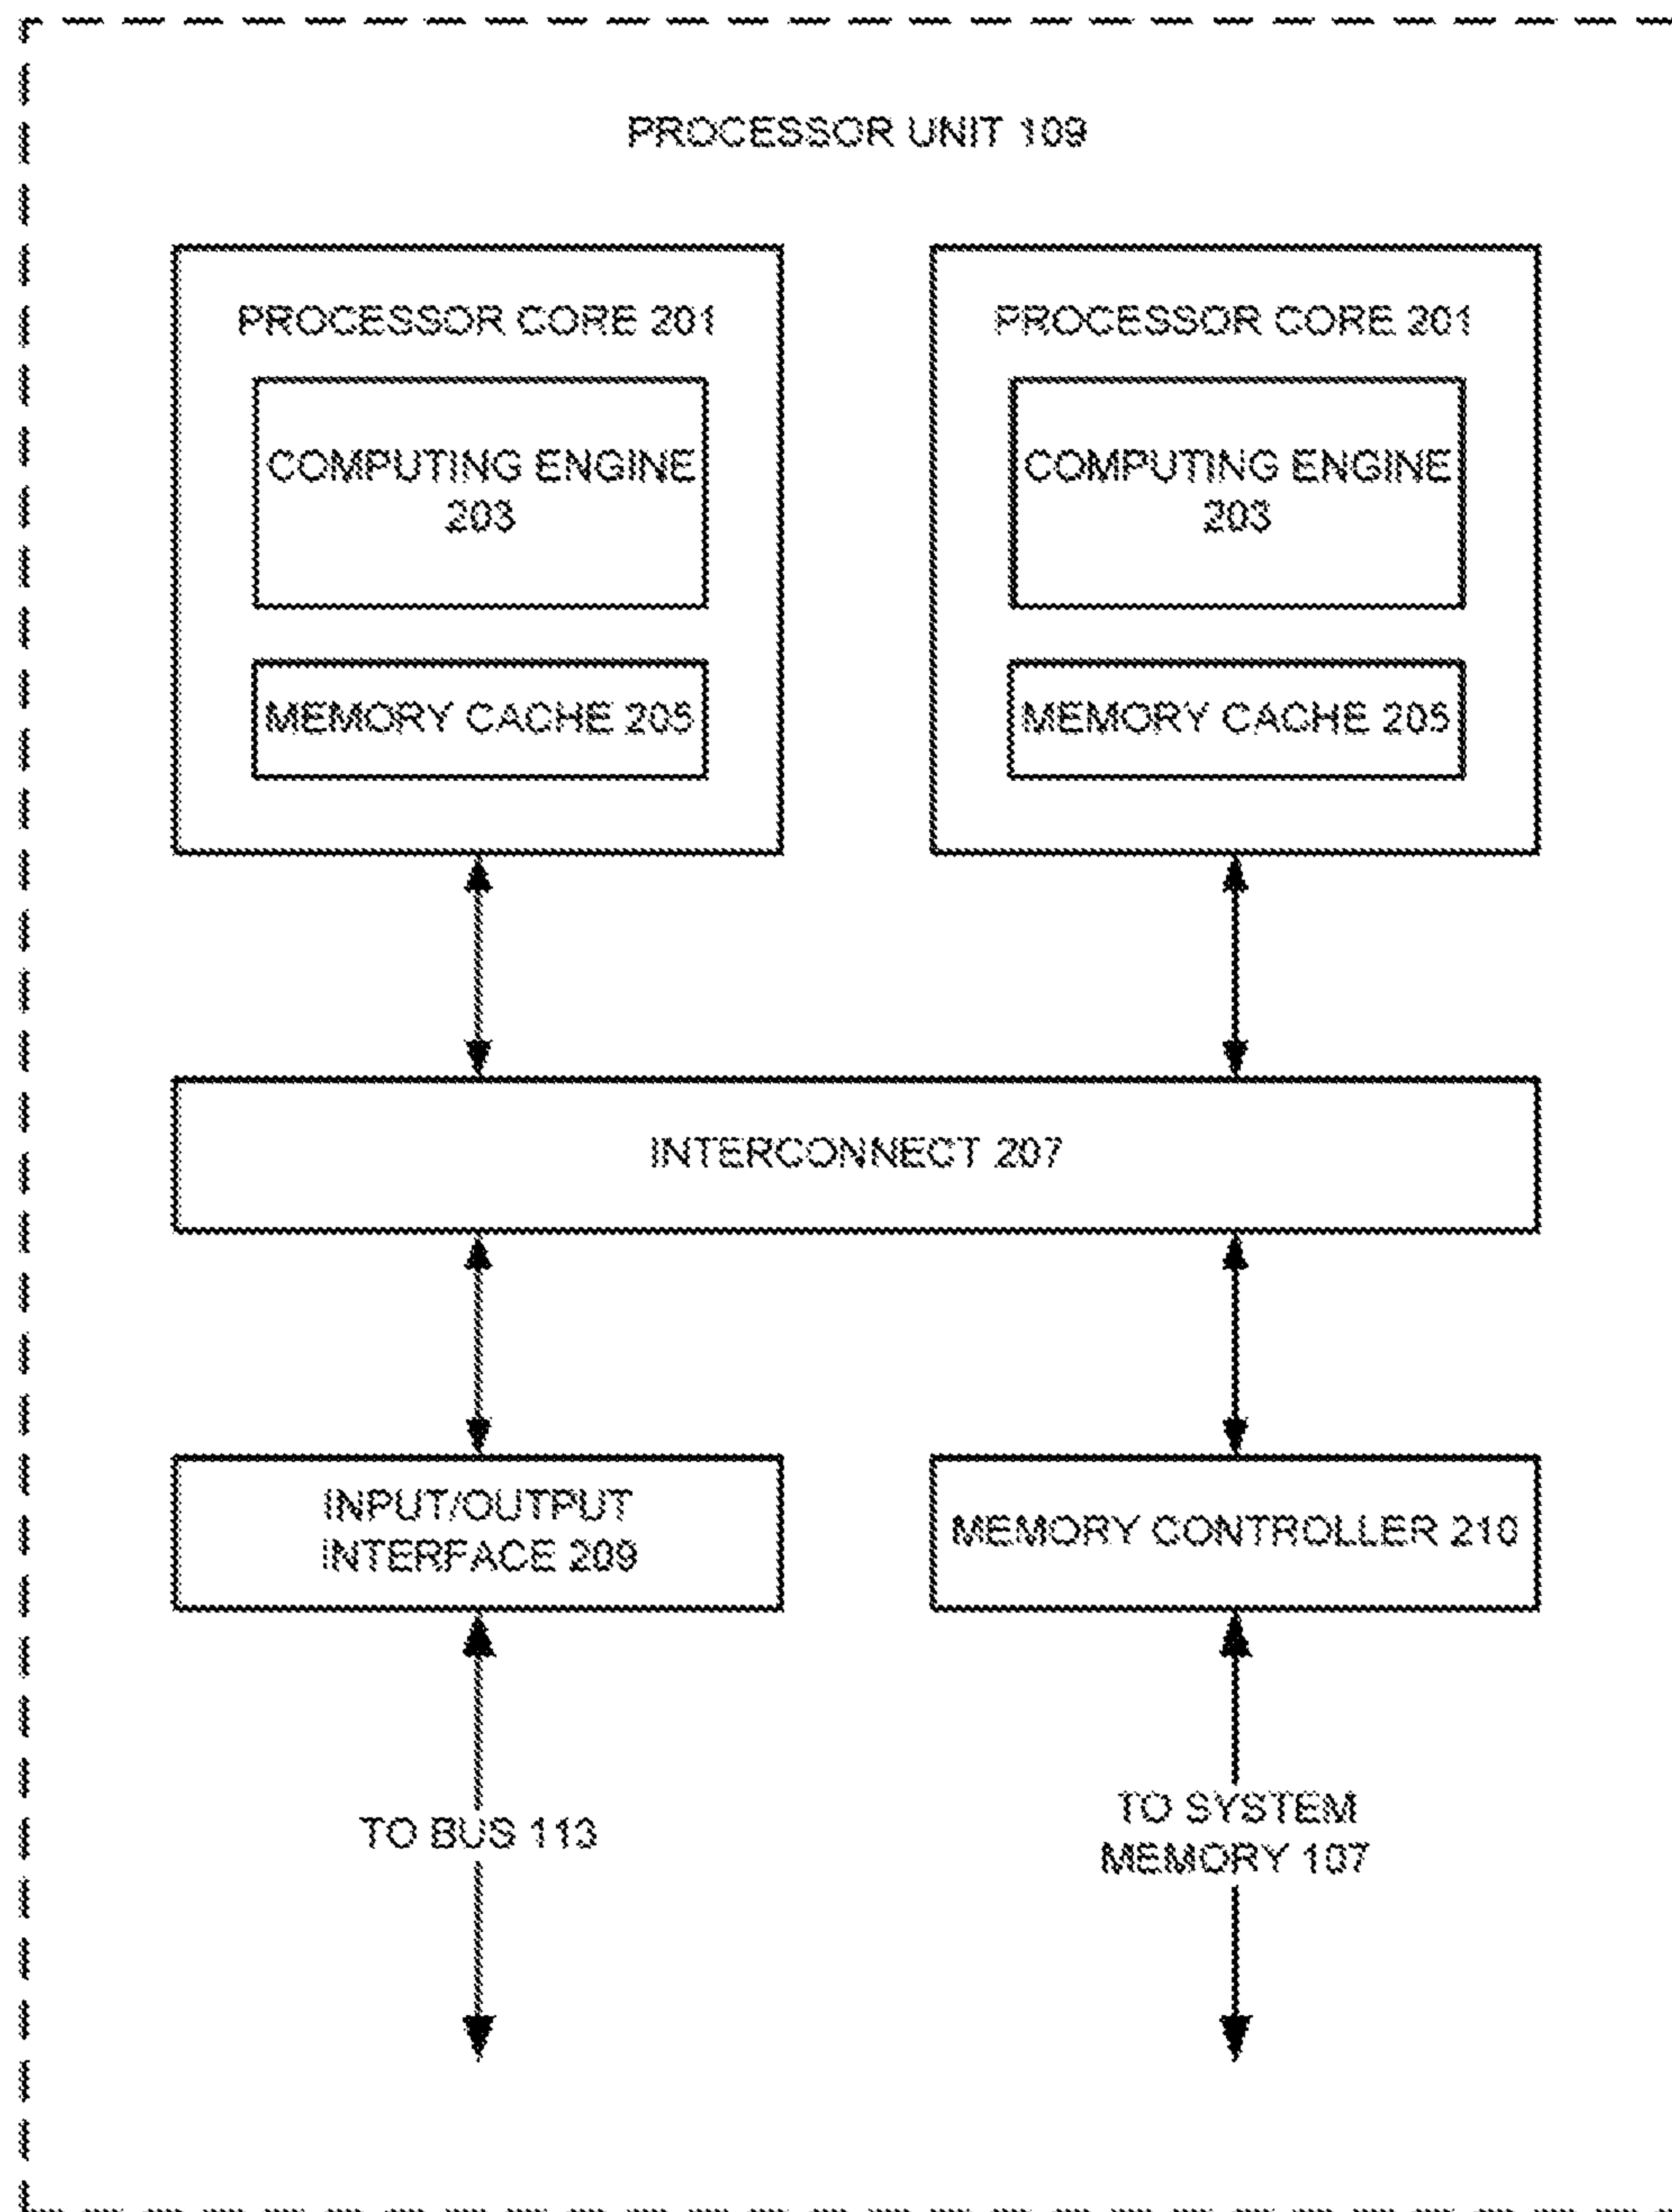 PROCESSOR UNIT 109
PROCESSOR CORE 201
COMPUTING ENGINE
203
MEMORY CACHE 205
PROCESSOR CORE 201
COMPUTING ENGINE
203
MEMORY CACHE 205
INTERCONNECT 207
INPUT/OUTPUT
INTERFACE 209
MEMORY CONTROLLER 210
TO BUS 113
TO SYSTEM
MEMORY 107